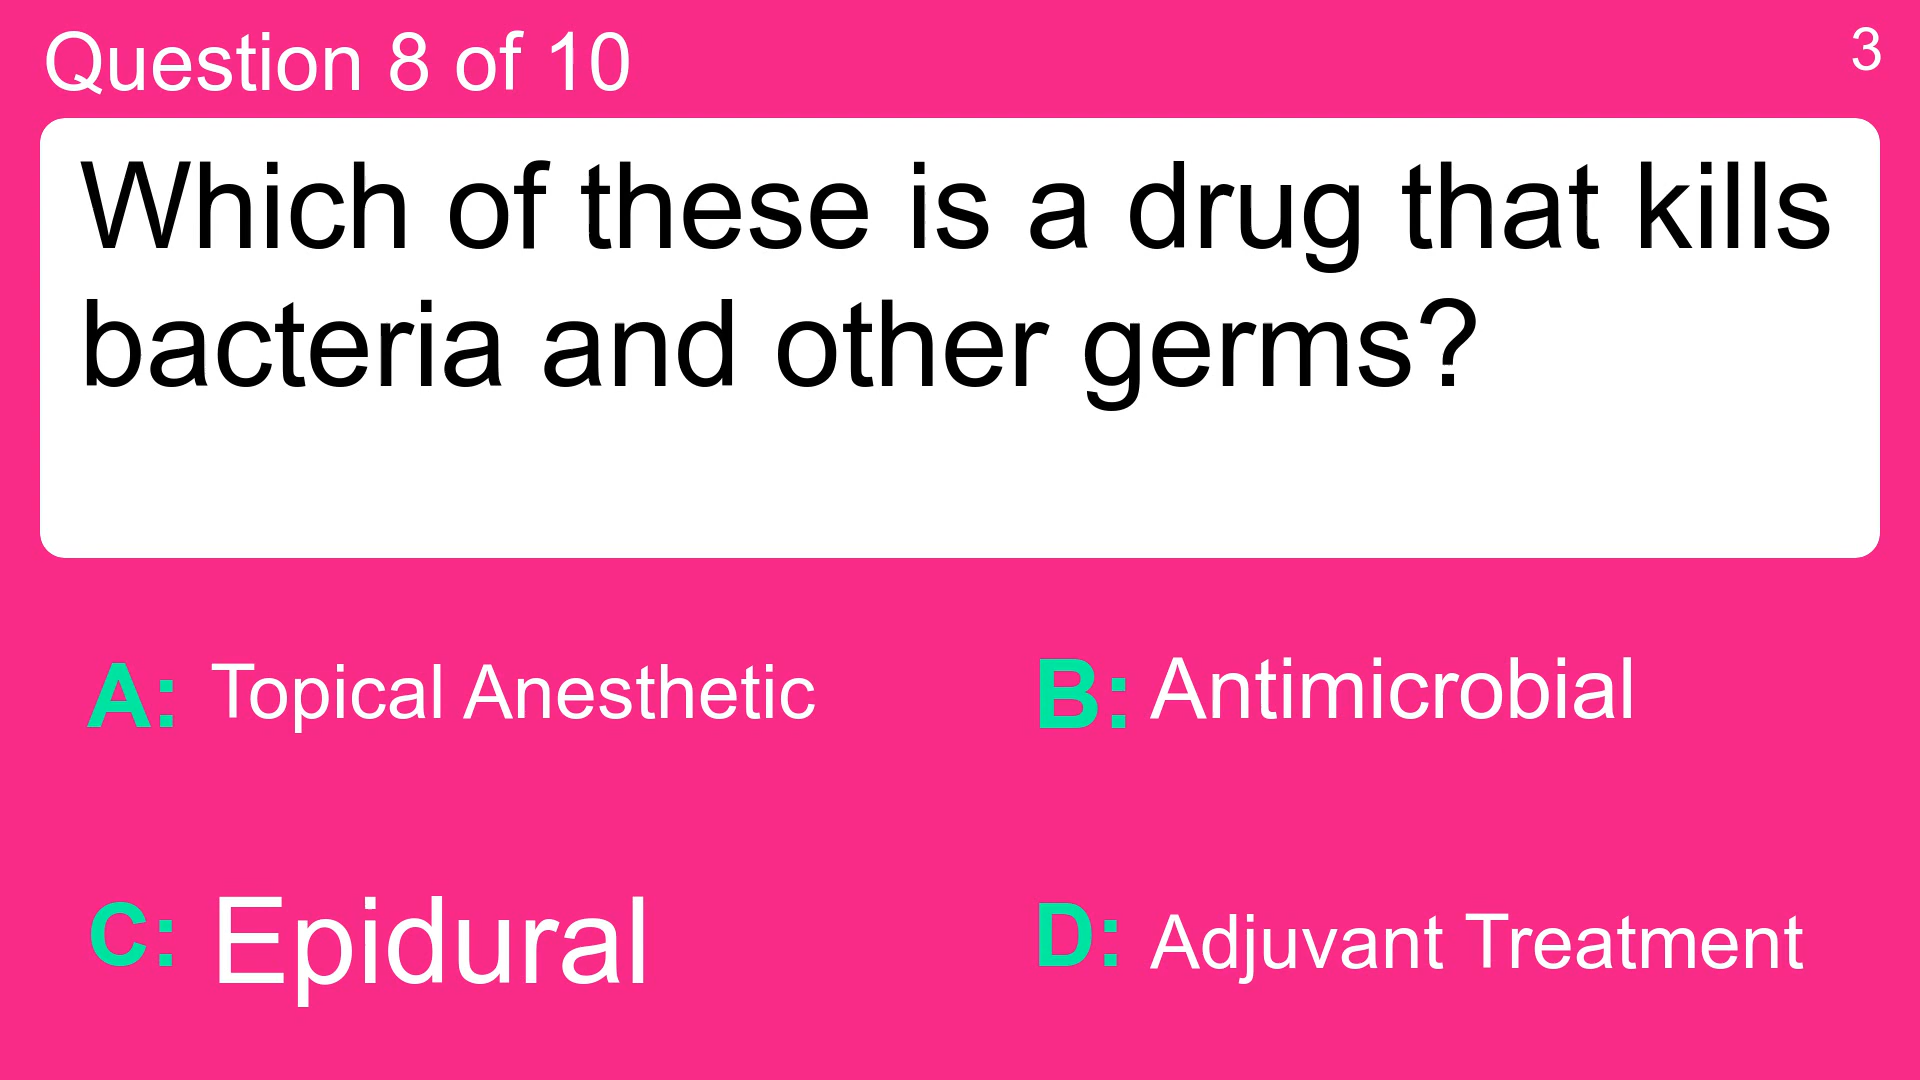 Question 8 of 10
3
Which of these is a drug that kills
bacteria and other germs?
A: Topical Anesthetic
B: Antimicrobial
C: Epidural
D: Adjuvant Treatment